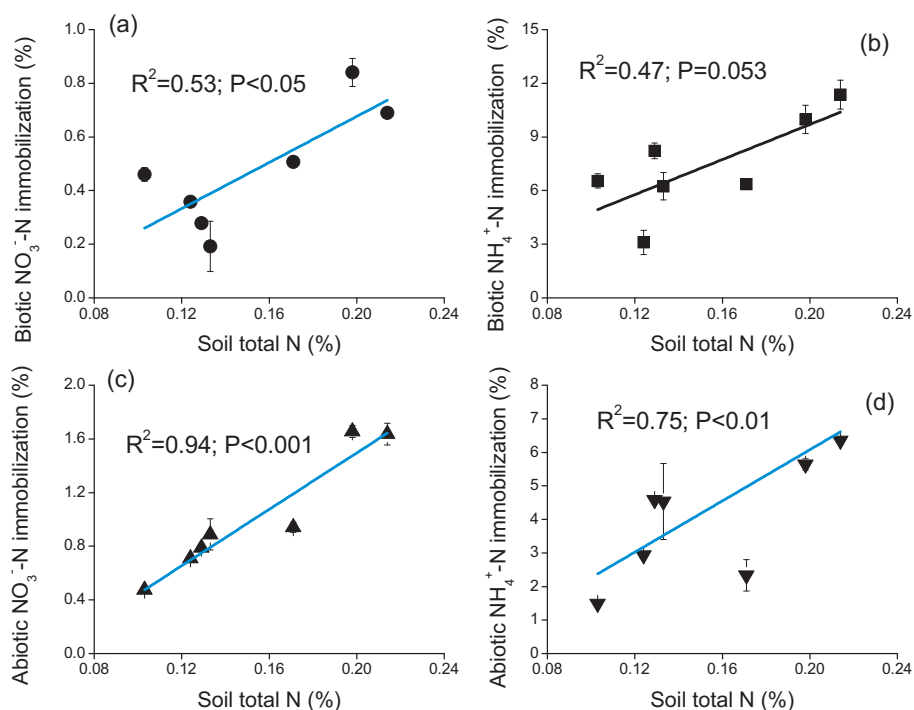 (a)
R²=0.53; P<0.05
Biotic NO₃⁻-N immobilization (%)
1.0
0.8
0.6
0.4
0.2
0.0
0.08 0.12 0.16 0.20 0.24
Soil total N (%)
(b)
R²=0.47; P=0.053
Biotic NH₄⁺-N immobilization (%)
15
12
9
6
3
0
0.08 0.12 0.16 0.20 0.24
Soil total N (%)
(c)
R²=0.94; P<0.001
Abiotic NO₃⁻-N immobilization (%)
2.0
1.6
1.2
0.8
0.4
0.0
0.08 0.12 0.16 0.20 0.24
Soil total N (%)
(d)
R²=0.75; P<0.01
Abiotic NH₄⁺-N immobilization (%)
8
7
6
5
4
3
2
1
0
0.08 0.12 0.16 0.20 0.24
Soil total N (%)